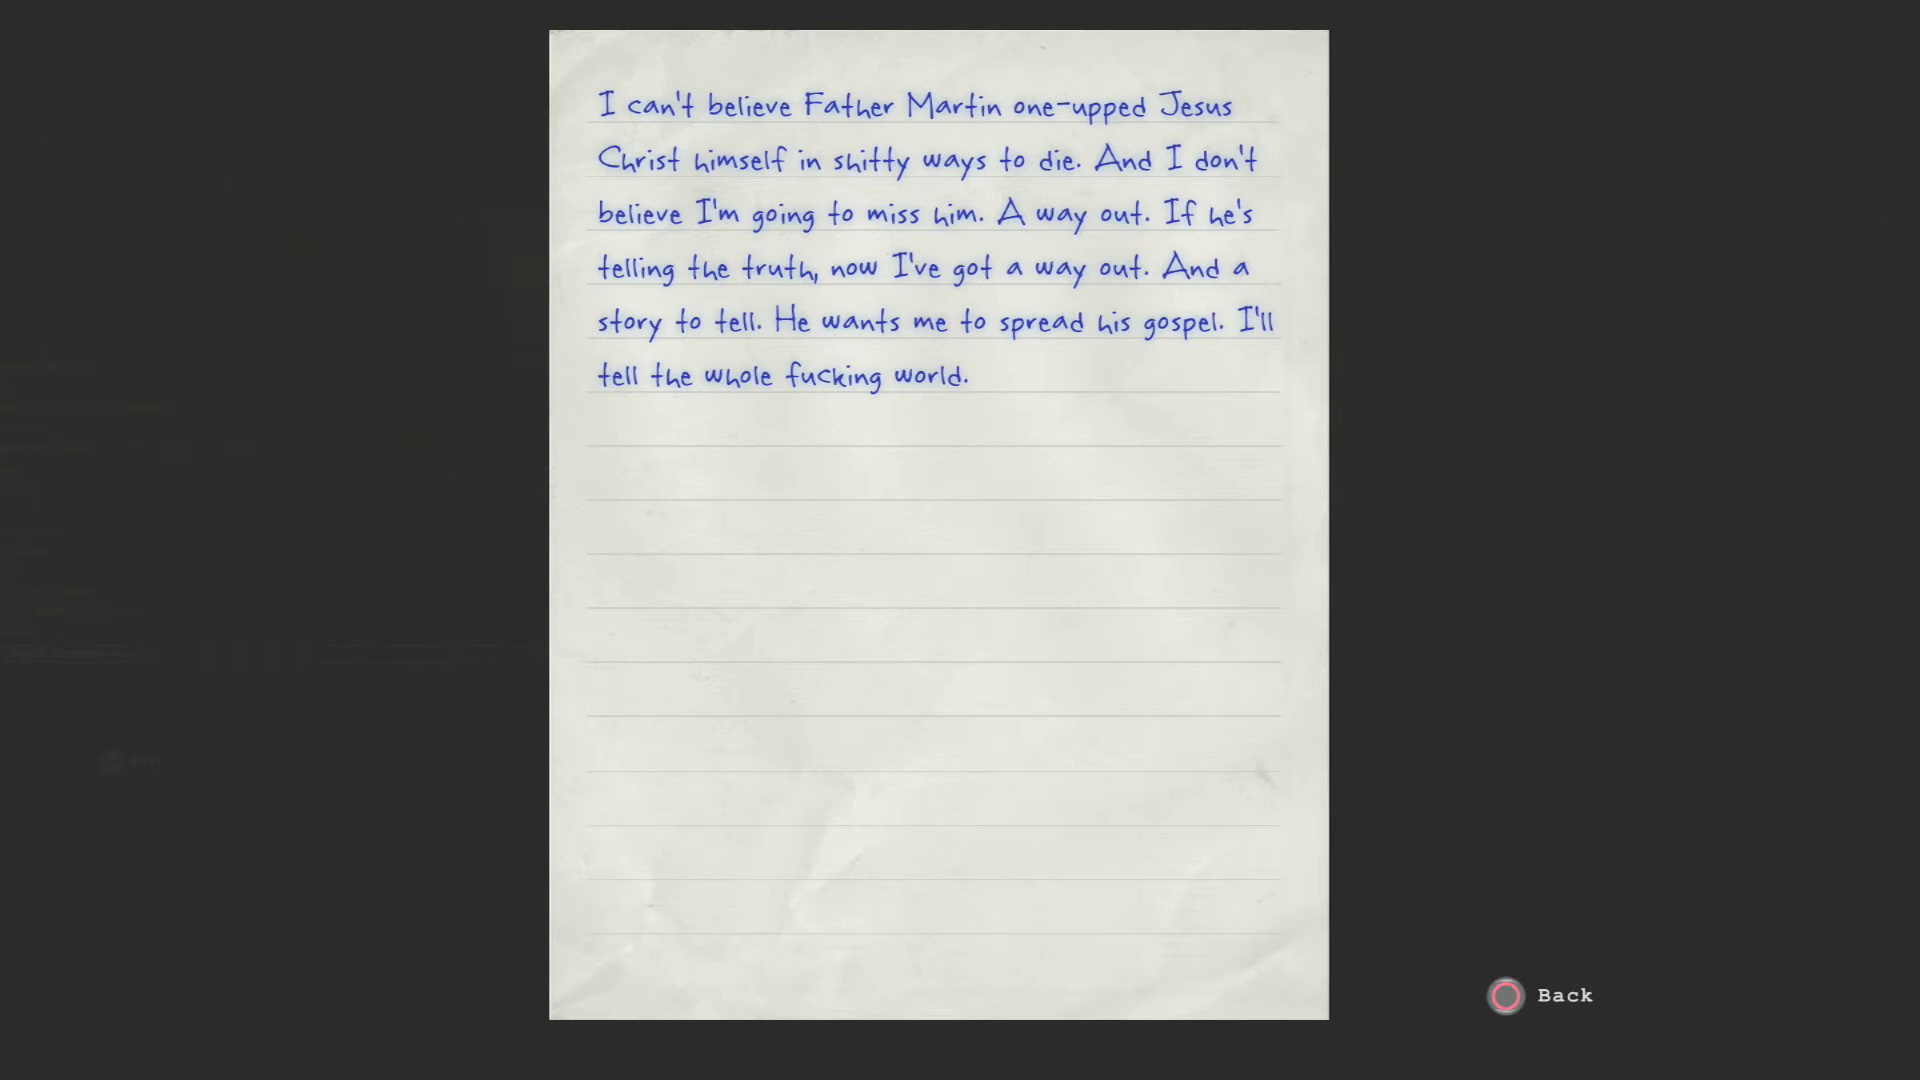 I can't believe Father Martin one-upped Jesus
Christ himself in shitty ways to die. And I don't
believe I'm going to miss him. A way out. If he's
telling the truth, now I've got a way out. And a
story to tell. He wants me to spread his gospel. I'll
tell the whole fucking world.
Back